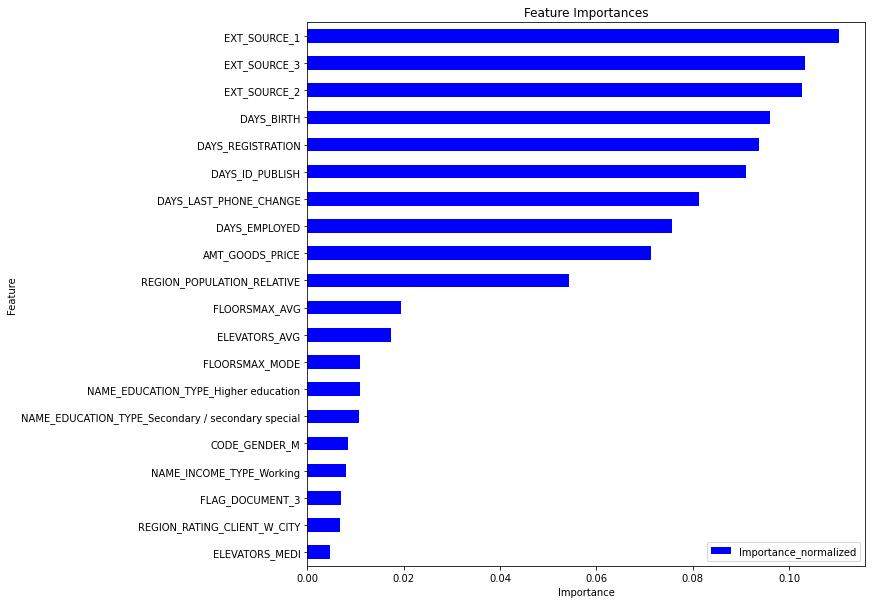 Feature Importances
EXT_SOURCE_1
EXT_SOURCE_3
EXT_SOURCE_2
DAYS_BIRTH
DAYS_REGISTRATION
DAYS_ID_PUBLISH
DAYS_LAST_PHONE_CHANGE
DAYS_EMPLOYED
AMT_GOODS_PRICE
REGION_POPULATION_RELATIVE
FLOORSMAX_AVG
ELEVATORS_AVG
FLOORSMAX_MODE
NAME_EDUCATION_TYPE_Higher education
NAME_EDUCATION_TYPE_Secondary / secondary special
CODE_GENDER_M
NAME_INCOME_TYPE_Working
FLAG_DOCUMENT_3
REGION_RATING_CLIENT_W_CITY
ELEVATORS_MEDI
Feature
Importance_normalized
0.00 0.02 0.04 0.06 0.08 0.10
Importance